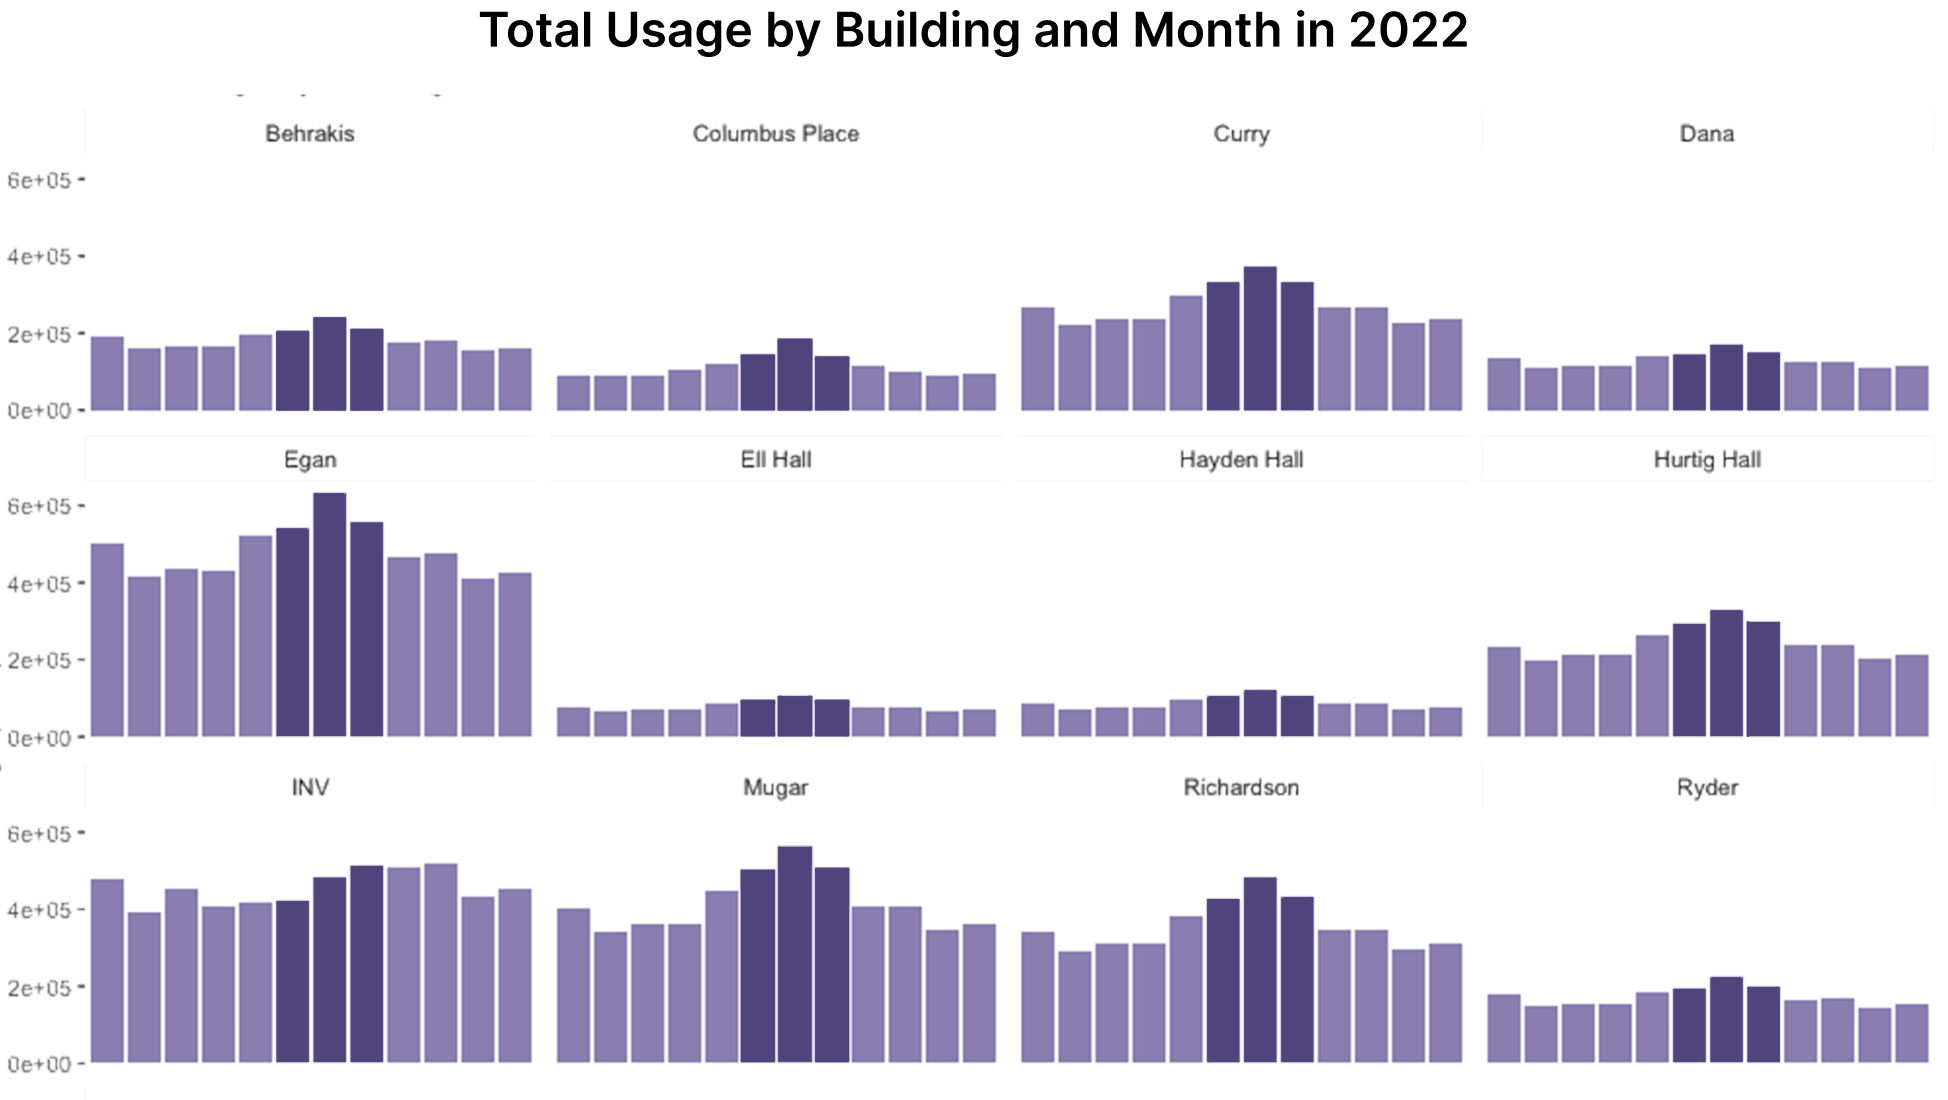 Total Usage by Building and Month in 2022
Behrakis
Columbus Place
Curry
Dana
6e+05
4e+05
2e+05
0e+00
Egan
Ell Hall
Hayden Hall
Hurtig Hall
6e+05
4e+05
2e+05
0e+00
INV
Mugar
Richardson
Ryder
6e+05
4e+05
2e+05
0e+00